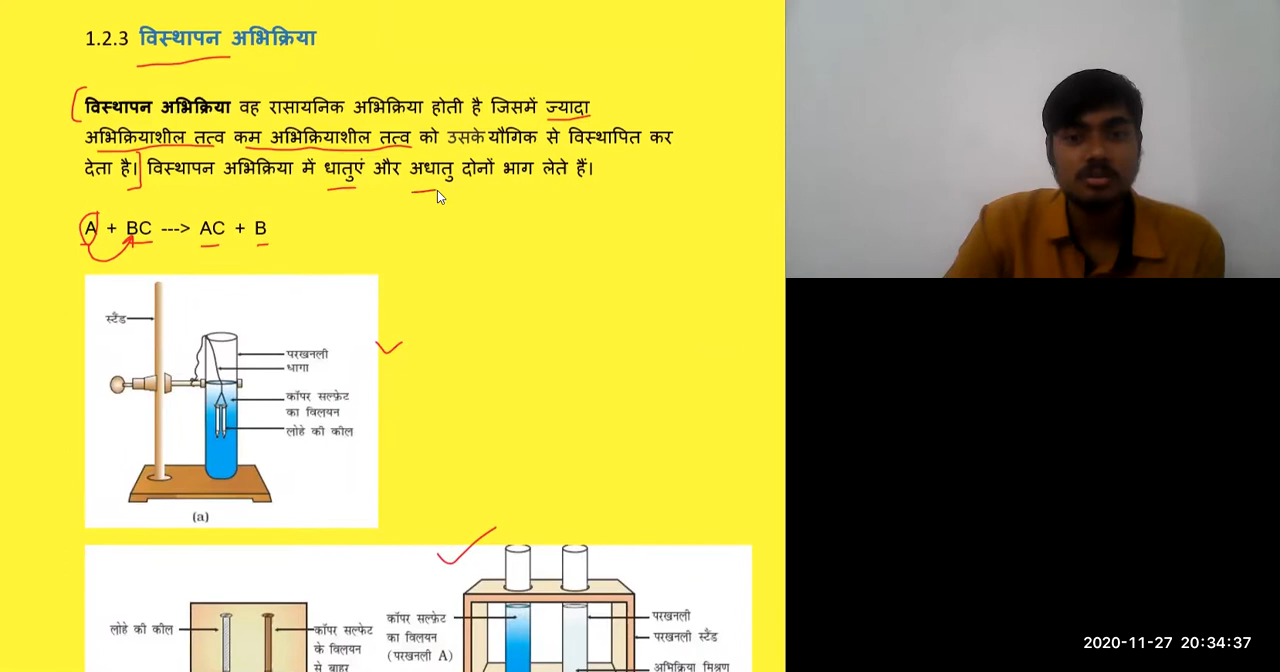 1.2.3 विस्थापन अभिक्रिया
विस्थापन अभिक्रिया वह रासायनिक अभिक्रिया होती है जिसमें ज्यादा
अभिक्रियाशील तत्व कम अभिक्रियाशील तत्व को उसके यौगिक से विस्थापित कर
देता है। विस्थापन अभिक्रिया में धातुएं और अधातु दोनों भाग लेते हैं।
A + BC ---> AC + B
स्टैंड
परखनली
धागा
कॉपर सल्फ़ेट
का विलयन
लोहे की कील
(a)
लोहे की कील
कॉपर सल्फेट
के विलयन
से बाहर
कॉपर सल्फ़ेट
का विलयन
(परखनली A)
परखनली
परखनली स्टैंड
अभिक्रिया मिश्रण
2020-11-27 20:34:37